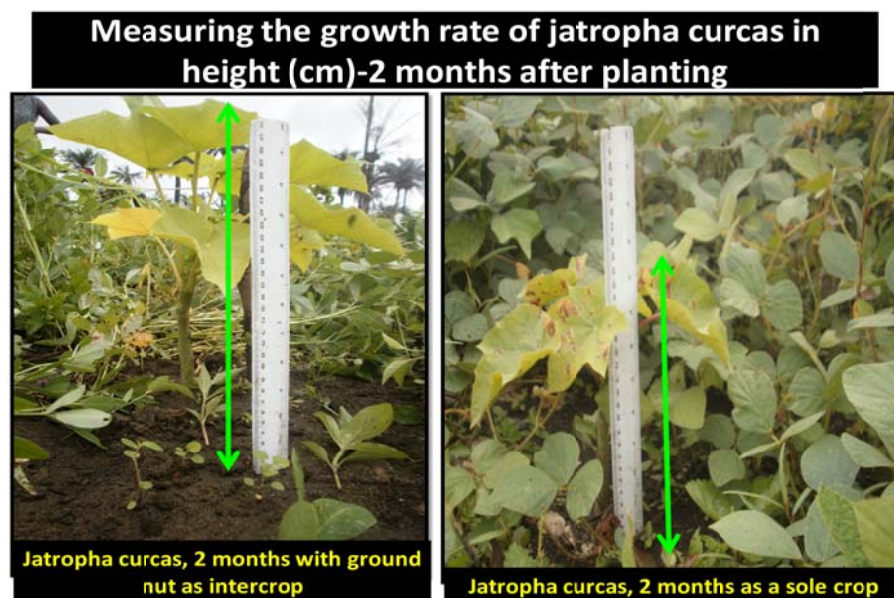 Measuring the growth rate of jatropha curcas in
height (cm)-2 months after planting
Jatropha curcas, 2 months with ground
nut as intercrop
Jatropha curcas, 2 months as a sole crop